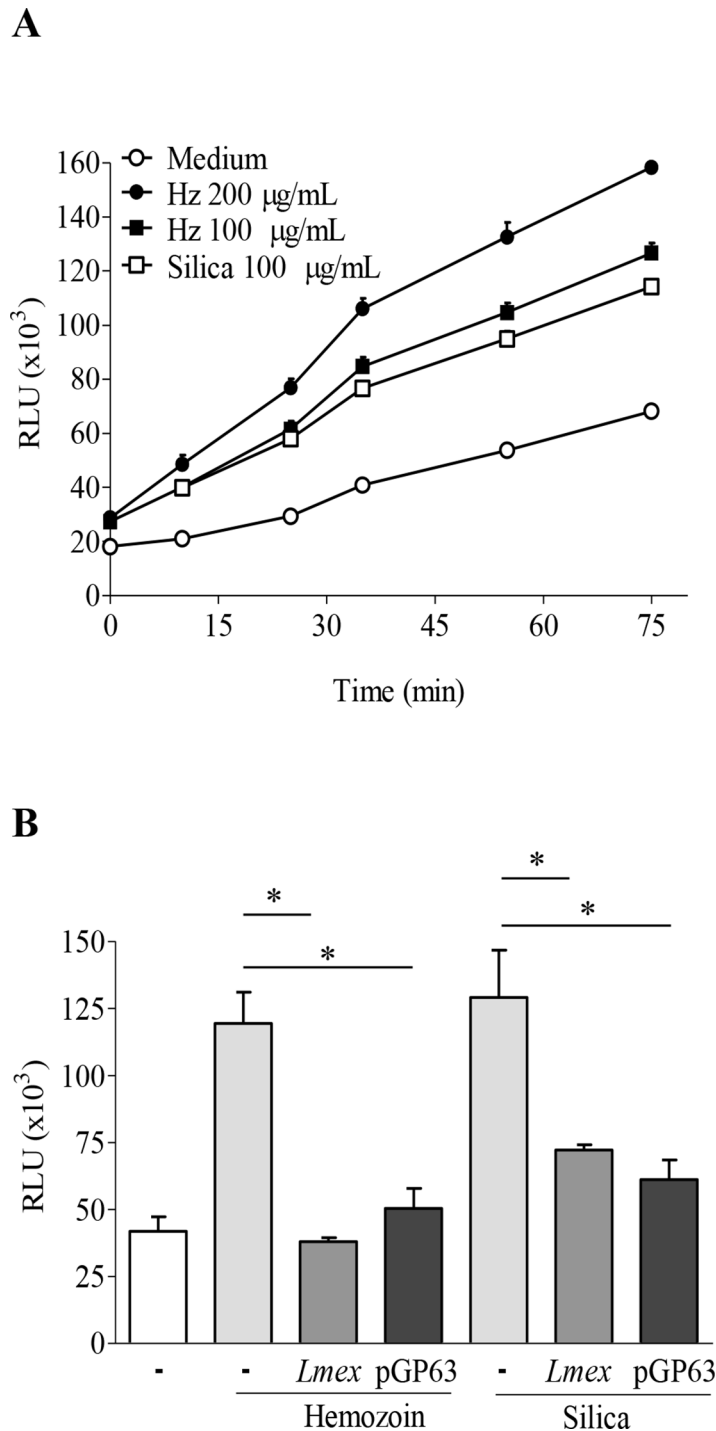 A
Medium
Hz 200 μg/mL
Hz 100 μg/mL
Silica 100 μg/mL
160
140
120
100
80
60
40
20
0
RLU (x10³)
0 15 30 45 60 75
Time (min)
B
* * * *
150
125
100
75
50
25
0
RLU (x10³)
- - Lmex pGP63 - Lmex pGP63
Hemozoin Silica